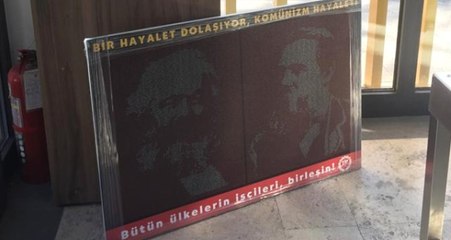 BİR HAYALET DOLAŞIYOR, KOMÜNİZM HAYALETİ
Bütün ülkelerin işçileri, birleşin!